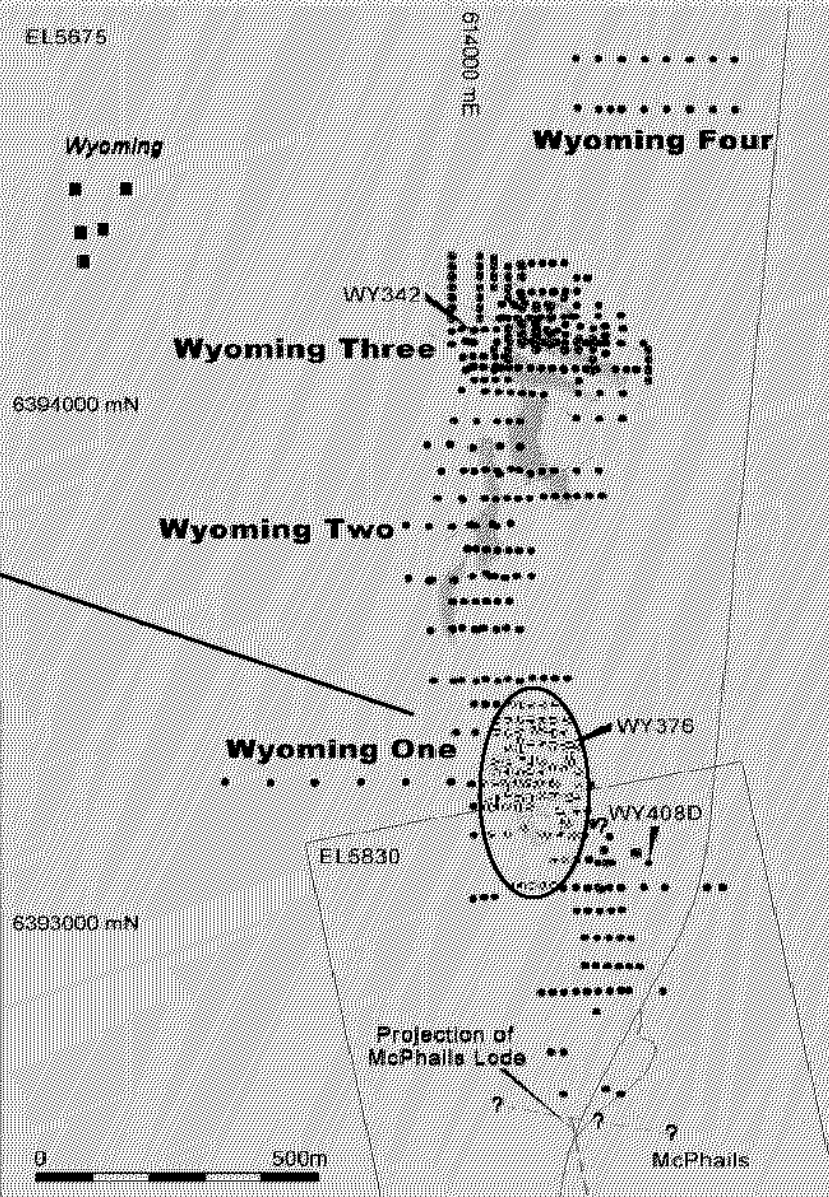 EL5675
614000 mE
Wyoming Four
Wyoming
WY342
Wyoming Three
6394000 mN
Wyoming Two
Wyoming One
WY376
?
WY408D
EL5830
6393000 mN
Projection of
McPhails Lode
?
?
?
McPhails
0
500m